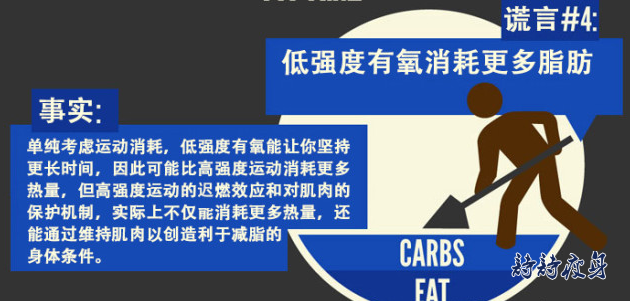 谎言#4:
低强度有氧消耗更多脂肪
事实:
单纯考虑运动消耗，低强度有氧能让你坚持
更长时间，因此可能比高强度运动消耗更多
热量，但高强度运动的迟燃效应和对肌肉的
保护机制，实际上不仅能消耗更多热量，还
能通过维持肌肉以创造利于减脂的
身体条件。
CARBS
FAT
诗诗瘦身